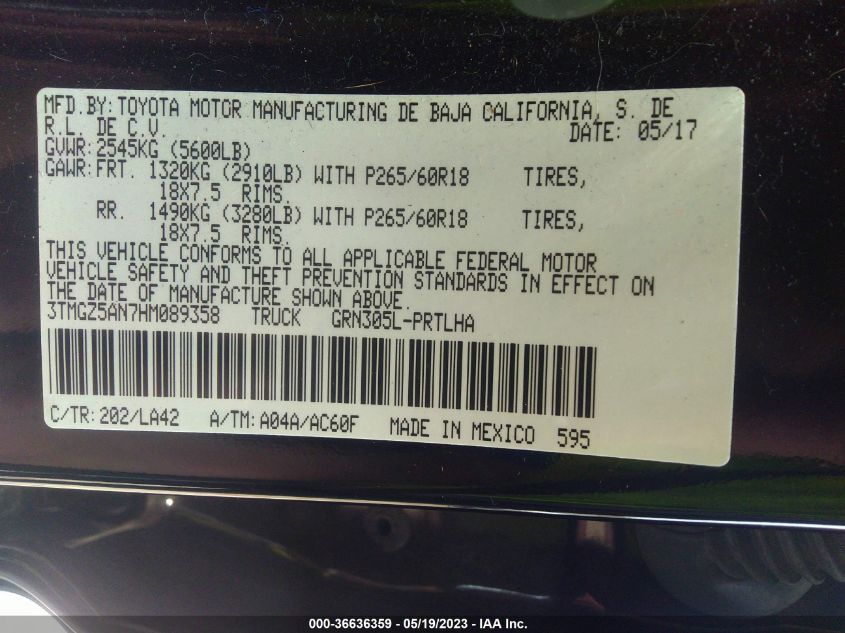 MFD.BY: TOYOTA MOTOR MANUFACTURING DE BAJA CALIFORNIA, S. DE
R.L. DE C.V. DATE: 05/17
GVWR: 2545KG (5600LB)
GAWR: FRT. 1320KG (2910LB) WITH P265/60R18 TIRES,
18X7.5 RIMS.
RR. 1490KG (3280LB) WITH P265/60R18 TIRES,
18X7.5 RIMS.
THIS VEHICLE CONFORMS TO ALL APPLICABLE FEDERAL MOTOR
VEHICLE SAFETY AND THEFT PREVENTION STANDARDS IN EFFECT ON
THE DATE OF MANUFACTURE SHOWN ABOVE.
3TMGZ5AN7HM089358 TRUCK GRN305L-PRTLHA
C/TR: 202/LA42 A/TM: A04A/AC60F MADE IN MEXICO 595
000-36636359 - 05/19/2023 - IAA Inc.